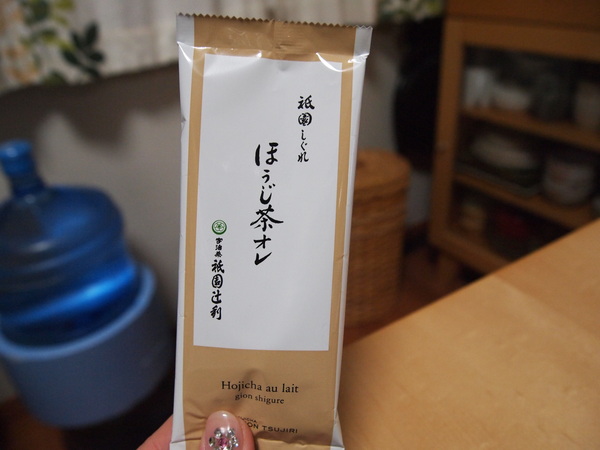 祇園しぐれ
ほうじ茶オレ
宇治茶
祇園辻利
Hojicha au lait
gion shigure
ON TSUJIRI